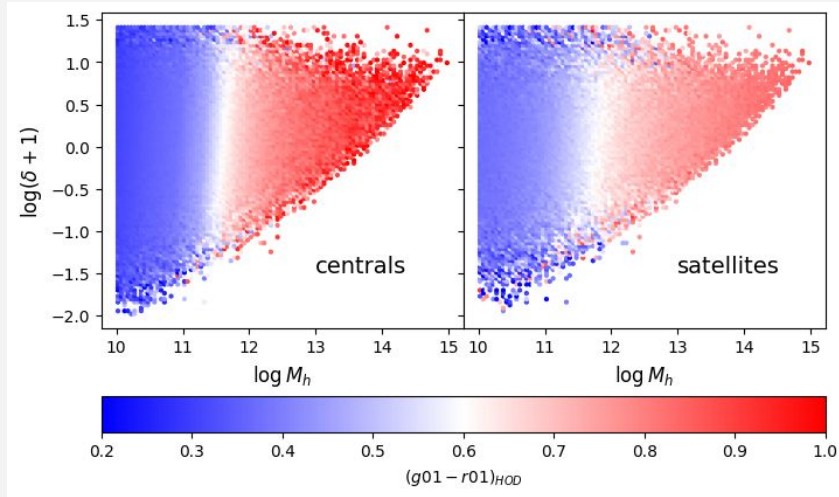 1.5
1.0
0.5
0.0
−0.5
−1.0
−1.5
−2.0
log(δ + 1)
centrals
satellites
10 11 12 13 14 15 10 11 12 13 14 15
log M_h log M_h
0.2 0.3 0.4 0.5 0.6 0.7 0.8 0.9 1.0
(g01 − r01)_HOD